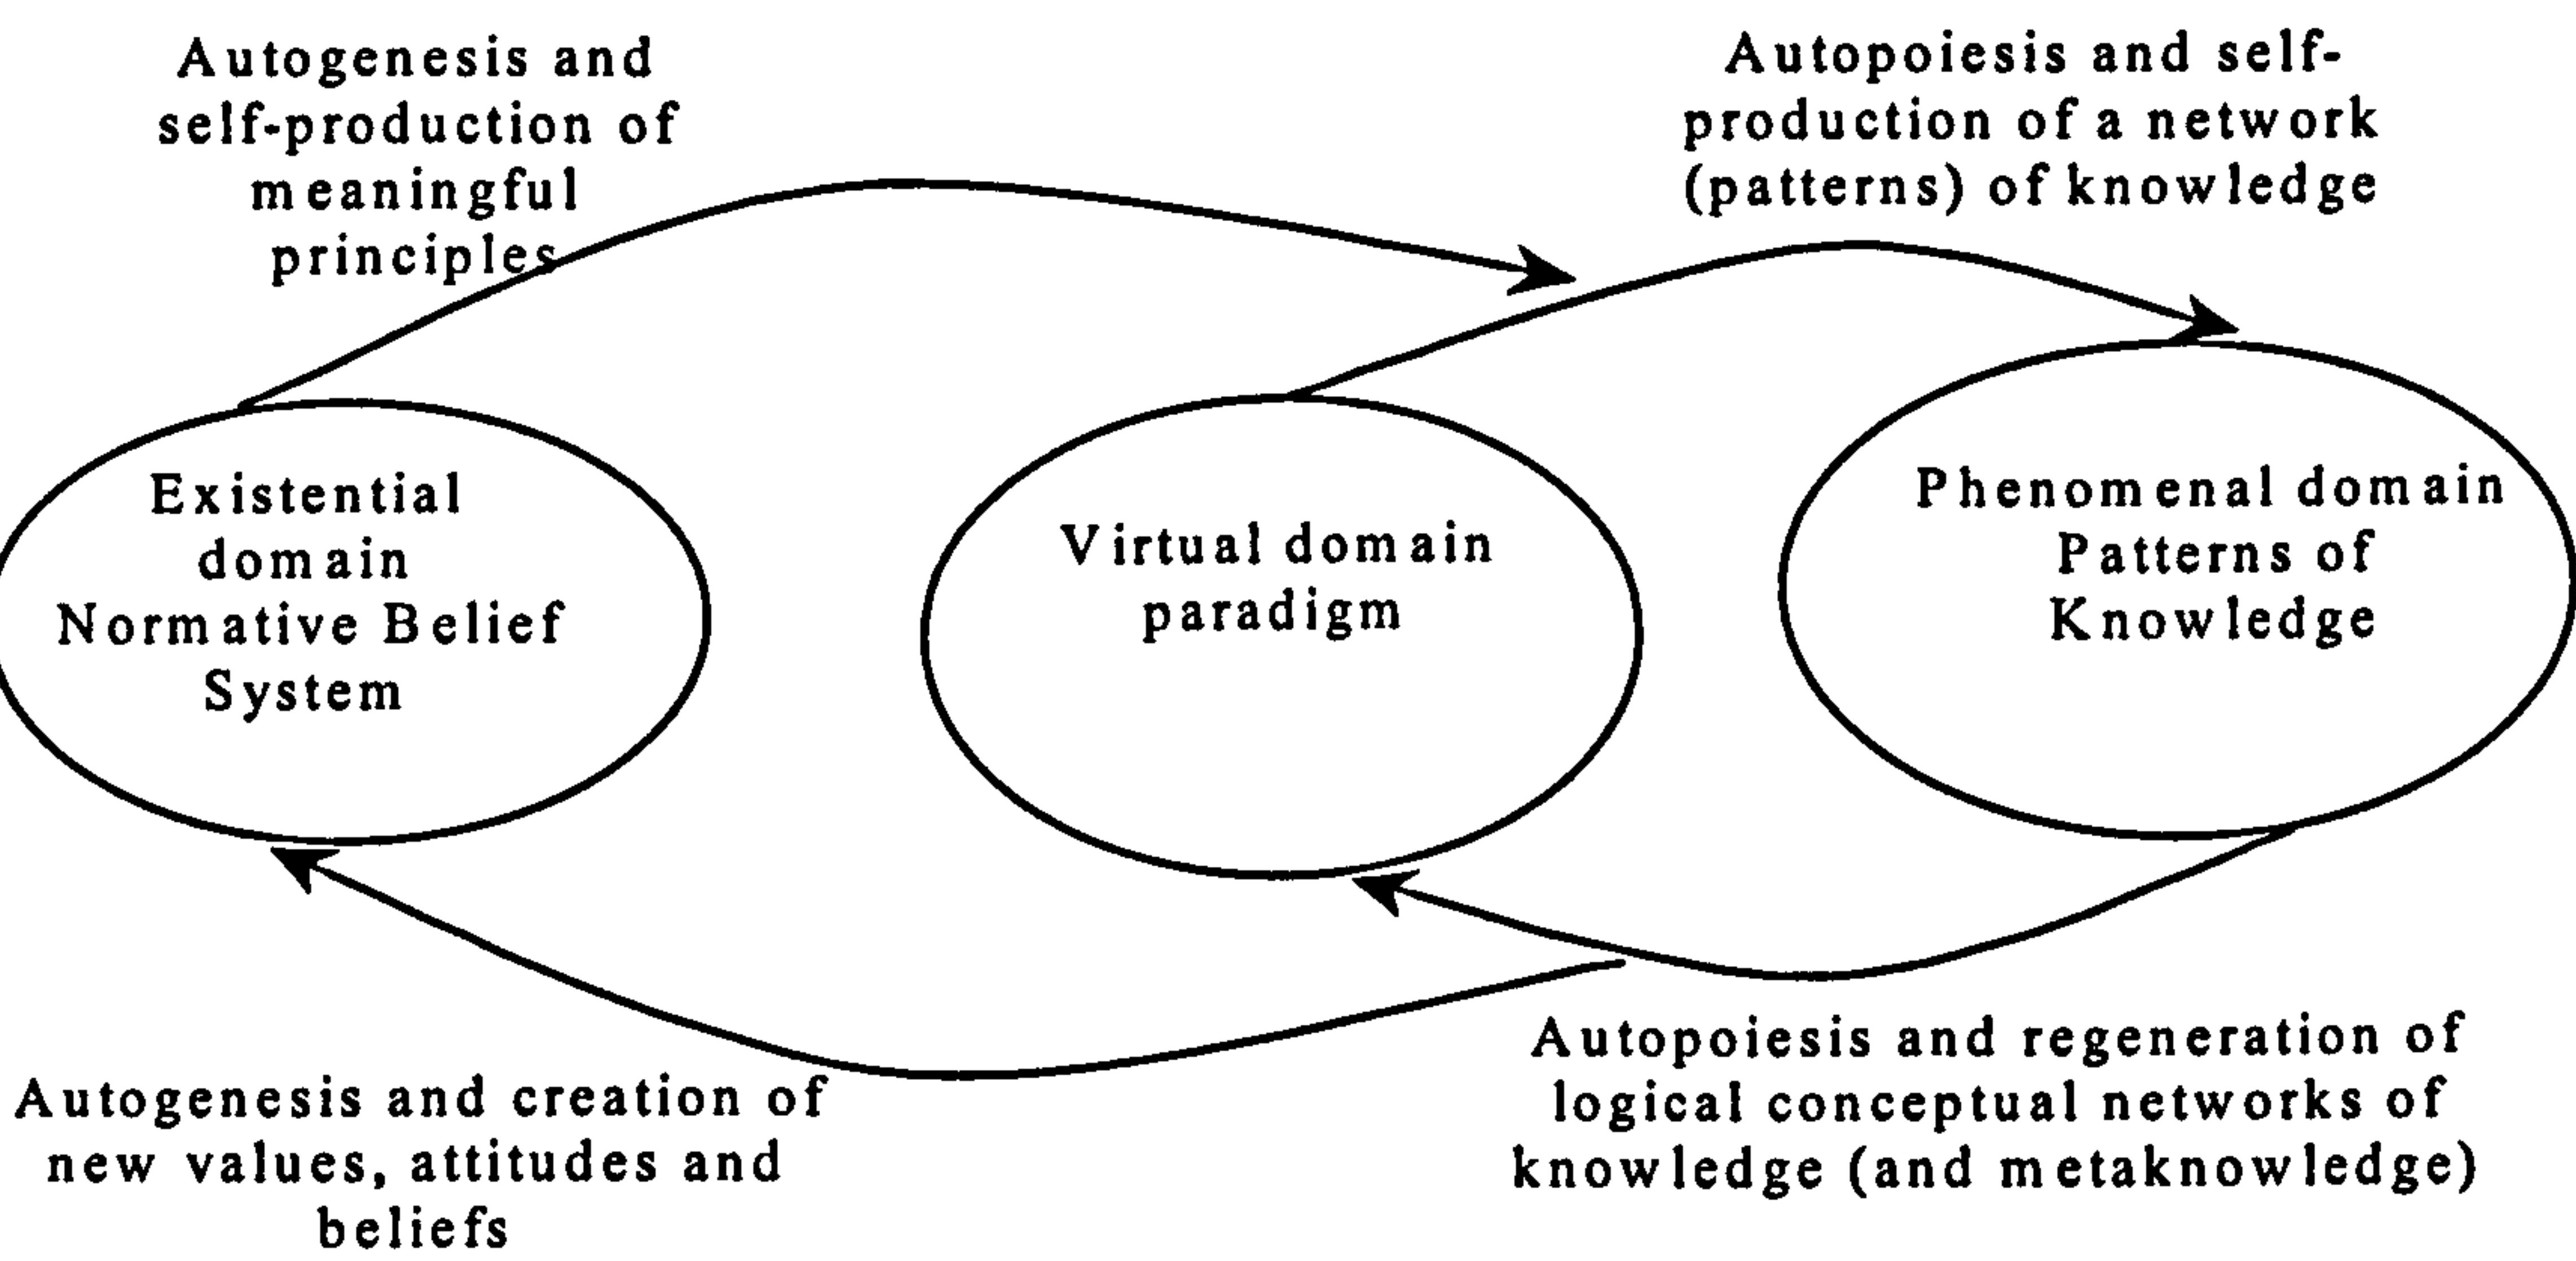 Autogenesis and
self-production of
meaningful
principles
Autopoiesis and self-
production of a network
(patterns) of knowledge
Existential
domain
Normative Belief
System
Virtual domain
paradigm
Phenomenal domain
Patterns of
Knowledge
Autogenesis and creation of
new values, attitudes and
beliefs
Autopoiesis and regeneration of
logical conceptual networks of
knowledge (and metaknowledge)